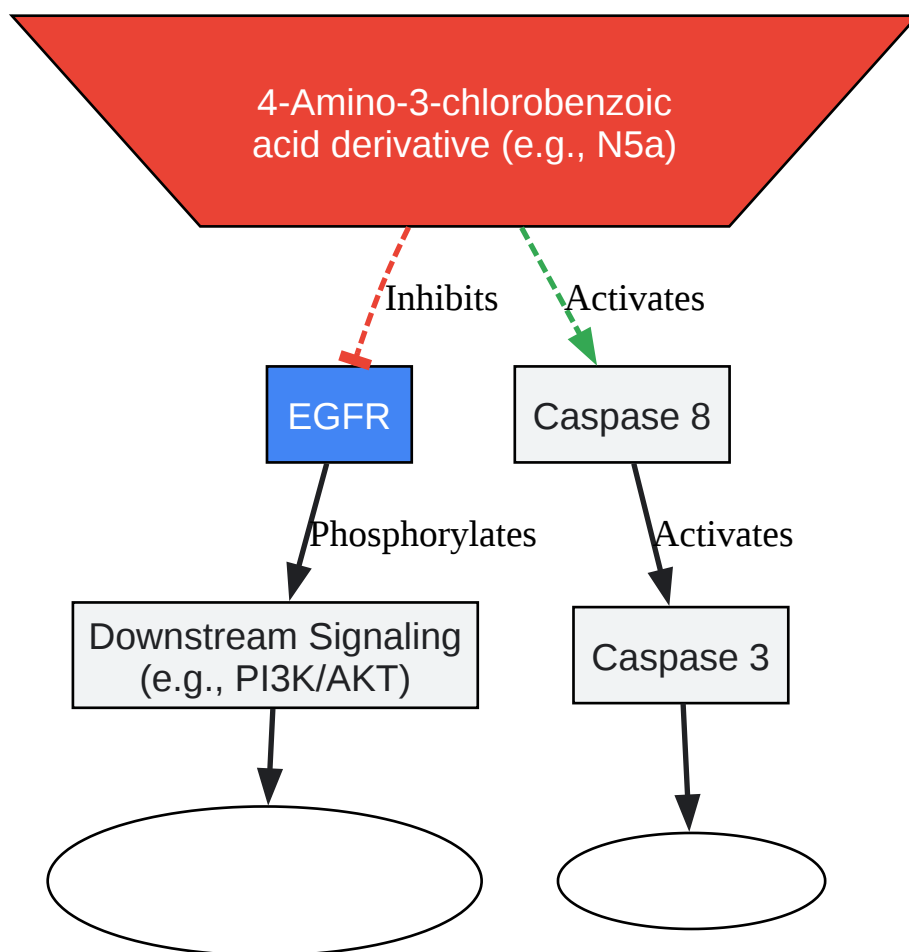 4-Amino-3-chlorobenzoic
acid derivative (e.g., N5a)
Inhibits
Activates
EGFR
Caspase 8
Phosphorylates
Activates
Downstream Signaling
(e.g., PI3K/AKT)
Caspase 3